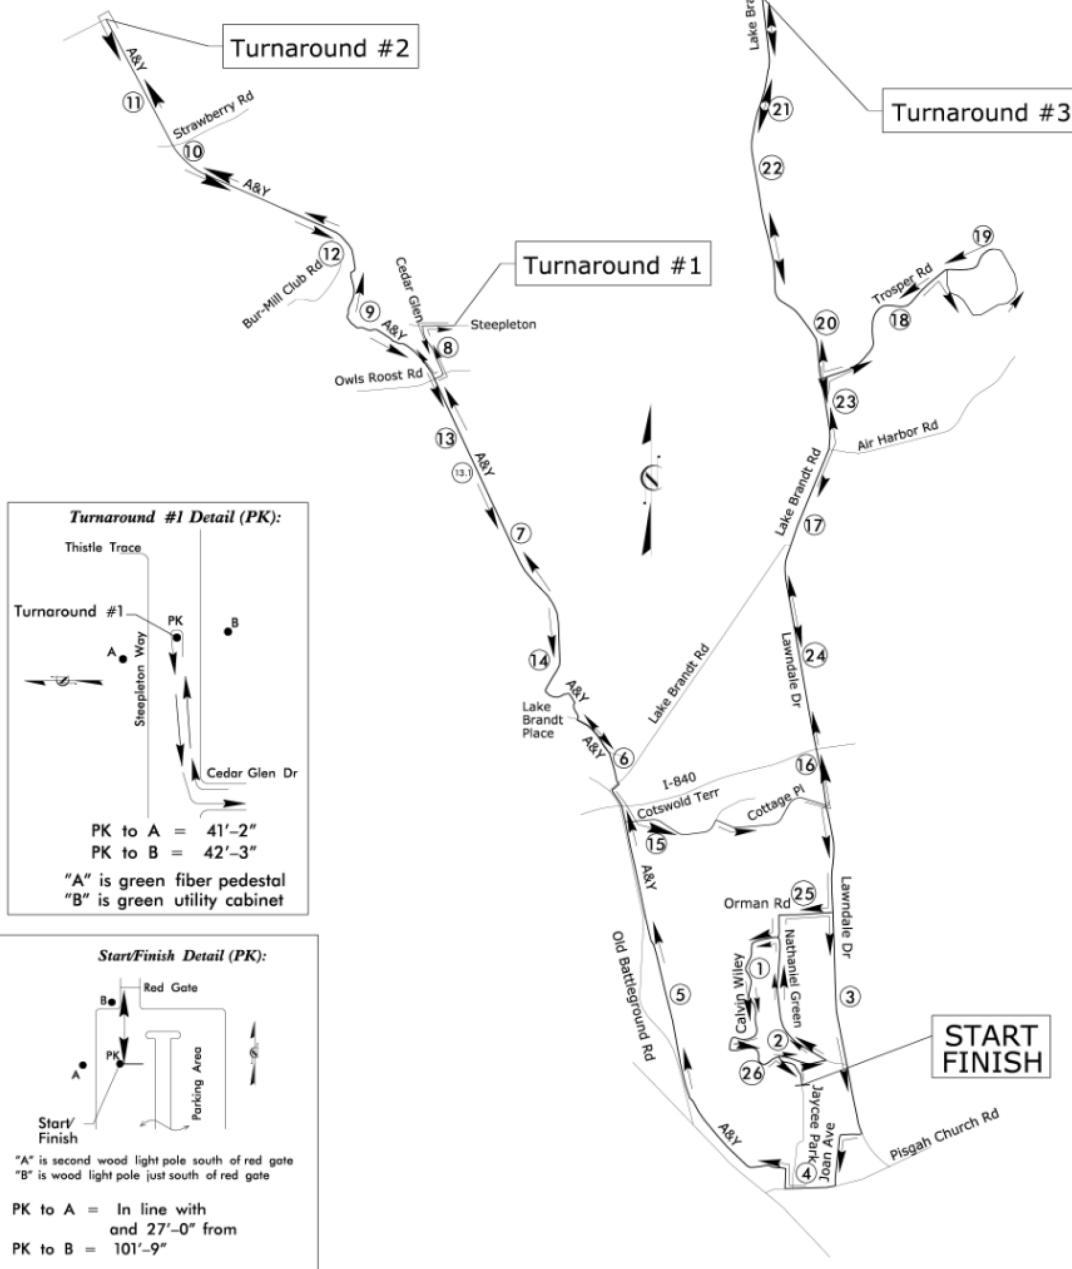 Turnaround #2
Lake Bra
Turnaround #3
A&Y
11
Strawberry Rd
10
A&Y
21
22
12
Bur-Mill Club Rd
Cedar Glen
Turnaround #1
19
Trosper Rd
18
9
A&Y
Steepleton
8
20
Owls Roost Rd
23
13
A&Y
13.1
Air Harbor Rd
Lake Brandt Rd
17
7
14
A&Y
Lake
Brandt
Place
A&Y
6
Lake Brandt Rd
24
Lawndale Dr
16
I-840
Cotswold Terr
Cottage Pl
15
A&Y
25
Orman Rd
Lawndale Dr
Old Battleground Rd
5
Calvin Wiley
1
Nathaniel Green
3
2
26
START
FINISH
Jaycee Park
Joan Ave
Pisgah Church Rd
A&Y
4
Turnaround #1 Detail (PK):
Thistle Trace
Turnaround #1
PK
B
A
Steepleton Way
Cedar Glen Dr
PK to A = 41'-2"
PK to B = 42'-3"
"A" is green fiber pedestal
"B" is green utility cabinet
Start/Finish Detail (PK):
Red Gate
B
PK
A
Parking Area
Start/
Finish
"A" is second wood light pole south of red gate
"B" is wood light pole just south of red gate
PK to A = In line with
and 27'-0" from
PK to B = 101'-9"